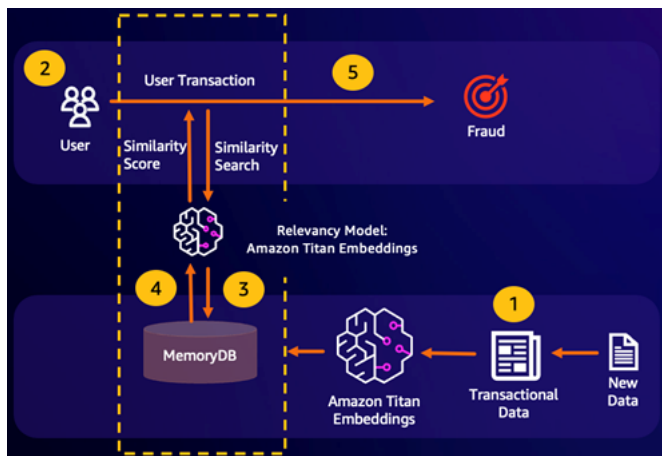 2
User Transaction
5
User
Fraud
Similarity
Score
Similarity
Search
Relevancy Model:
Amazon Titan Embeddings
4
3
1
MemoryDB
Amazon Titan
Embeddings
Transactional
Data
New
Data